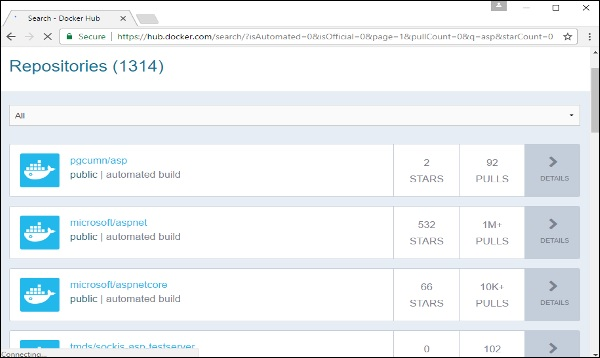 Search - Docker Hub
Secure https://hub.docker.com/search/?isAutomated=0&isOfficial=0&page=1&pullCount=0&q=asp&starCount=0
Repositories (1314)
All
pgcumn/asp
public | automated build
2 STARS
92 PULLS
DETAILS
microsoft/aspnet
public | automated build
532 STARS
1M+ PULLS
DETAILS
microsoft/aspnetcore
public | automated build
66 STARS
10K+ PULLS
DETAILS
tmds/sockjs-asp-testserver
0
102
Connecting...